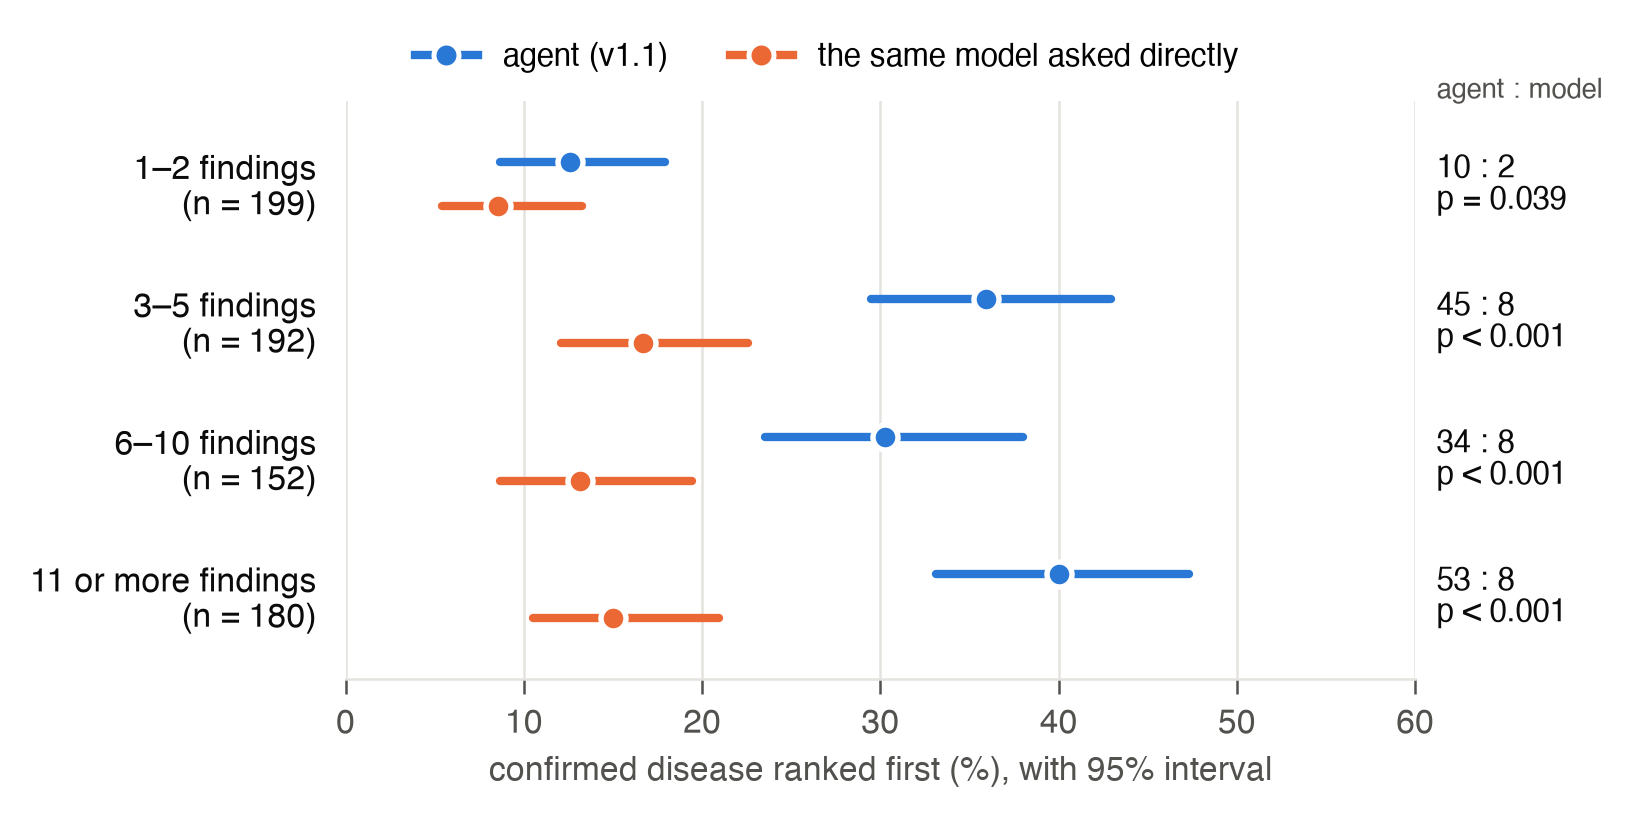 agent (v1.1)
the same model asked directly
agent : model
1–2 findings
(n = 199)
10 : 2
p = 0.039
3–5 findings
(n = 192)
45 : 8
p < 0.001
6–10 findings
(n = 152)
34 : 8
p < 0.001
11 or more findings
(n = 180)
53 : 8
p < 0.001
0 10 20 30 40 50 60
confirmed disease ranked first (%), with 95% interval